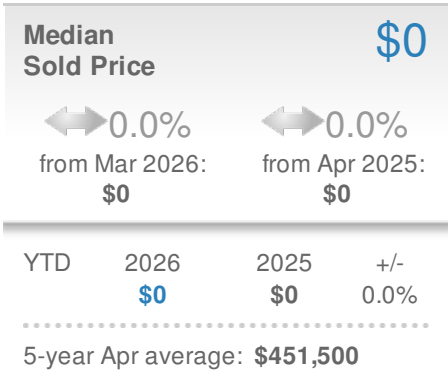 Median $0
Sold Price
0.0% 0.0%
from Mar 2026: from Apr 2025:
$0 $0
YTD 2026 2025 +/-
$0 $0 0.0%
5-year Apr average: $451,500